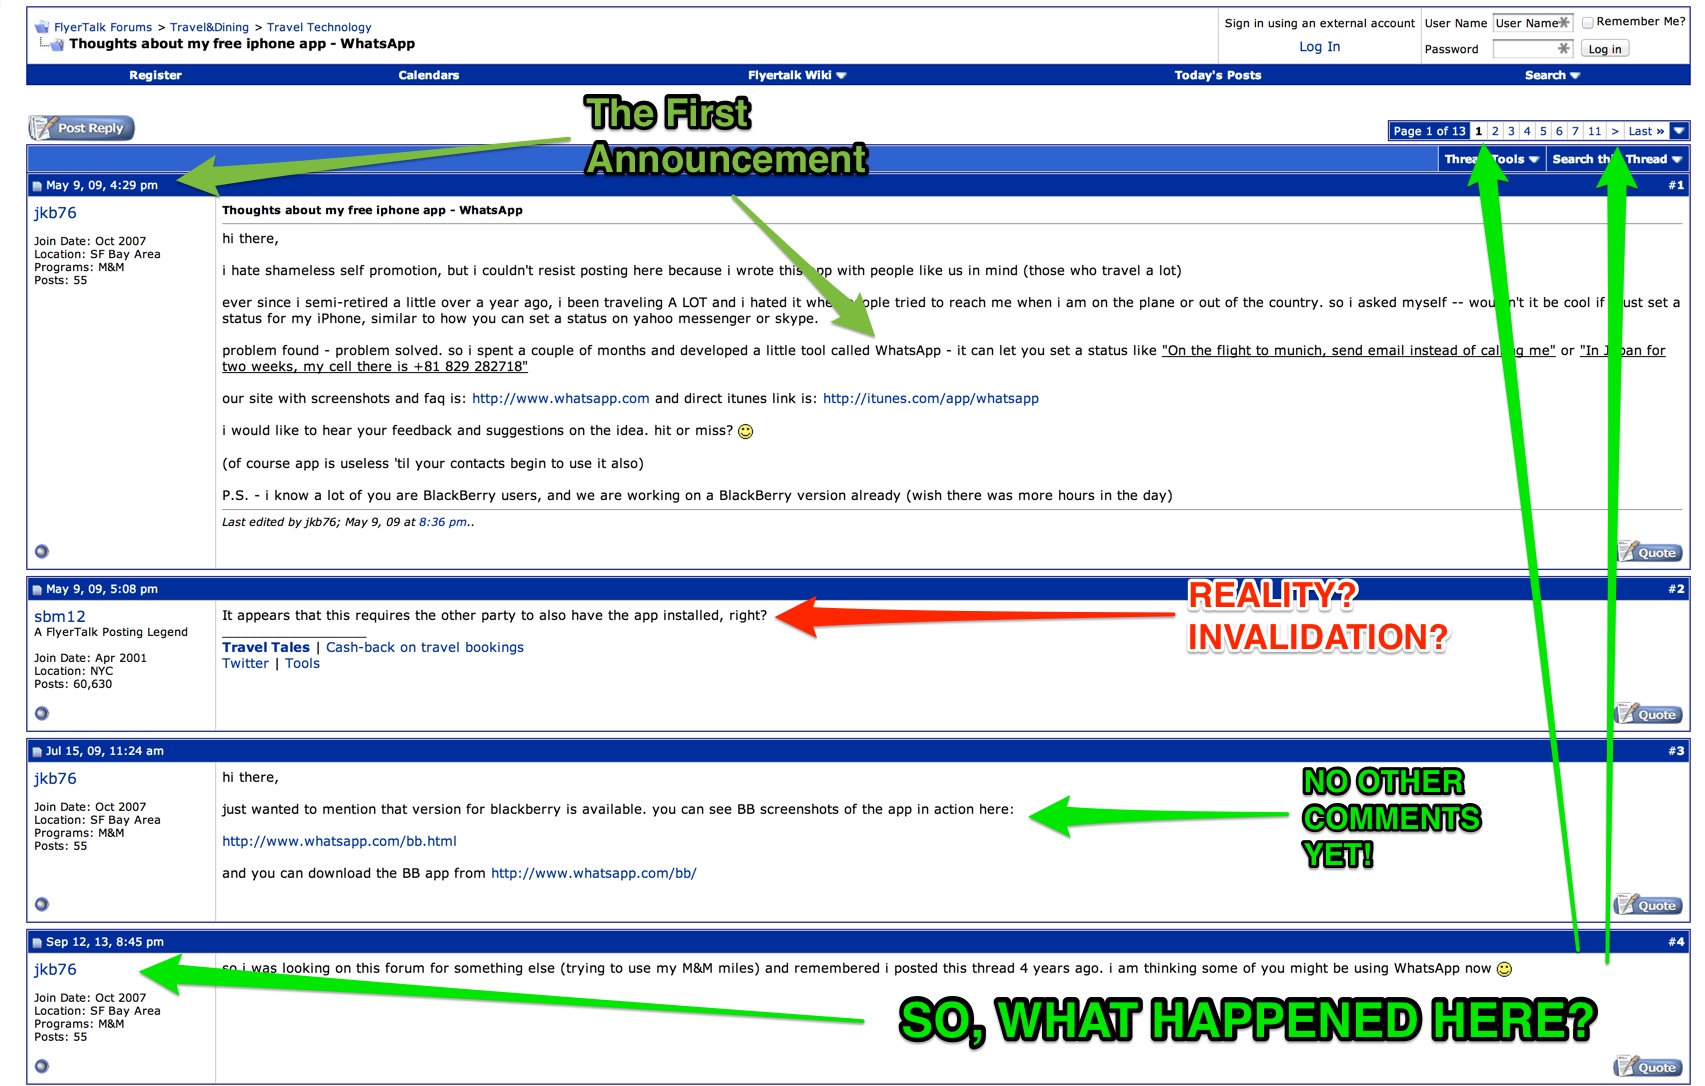 FlyerTalk Forums > Travel&Dining > Travel Technology
Thoughts about my free iphone app - WhatsApp
Sign in using an external account
Log In
User Name User Name Remember Me?
Password Log in
Register Calendars Flyertalk Wiki Today's Posts Search
The First
Announcement
Post Reply
Page 1 of 13 1 2 3 4 5 6 7 11 > Last »
Thread Tools Search this Thread
May 9, 09, 4:29 pm #1
jkb76
Join Date: Oct 2007
Location: SF Bay Area
Programs: M&M
Posts: 55
Thoughts about my free iphone app - WhatsApp
hi there,
i hate shameless self promotion, but i couldn't resist posting here because i wrote this app with people like us in mind (those who travel a lot)
ever since i semi-retired a little over a year ago, i been traveling A LOT and i hated it when people tried to reach me when i am on the plane or out of the country. so i asked myself -- wouldn't it be cool if i just set a
status for my iPhone, similar to how you can set a status on yahoo messenger or skype.
problem found - problem solved. so i spent a couple of months and developed a little tool called WhatsApp - it can let you set a status like "On the flight to munich, send email instead of calling me" or "In Japan for
two weeks, my cell there is +81 829 282718"
our site with screenshots and faq is: http://www.whatsapp.com and direct itunes link is: http://itunes.com/app/whatsapp
i would like to hear your feedback and suggestions on the idea. hit or miss?
(of course app is useless 'til your contacts begin to use it also)
P.S. - i know a lot of you are BlackBerry users, and we are working on a BlackBerry version already (wish there was more hours in the day)
Last edited by jkb76; May 9, 09 at 8:36 pm..
Quote
May 9, 09, 5:08 pm #2
sbm12
A FlyerTalk Posting Legend
Join Date: Apr 2001
Location: NYC
Posts: 60,630
It appears that this requires the other party to also have the app installed, right?
Travel Tales | Cash-back on travel bookings
Twitter | Tools
REALITY?
INVALIDATION?
Quote
Jul 15, 09, 11:24 am #3
jkb76
Join Date: Oct 2007
Location: SF Bay Area
Programs: M&M
Posts: 55
hi there,
just wanted to mention that version for blackberry is available. you can see BB screenshots of the app in action here:
http://www.whatsapp.com/bb.html
and you can download the BB app from http://www.whatsapp.com/bb/
NO OTHER
COMMENTS
YET!
Quote
Sep 12, 13, 8:45 pm #4
jkb76
Join Date: Oct 2007
Location: SF Bay Area
Programs: M&M
Posts: 55
so i was looking on this forum for something else (trying to use my M&M miles) and remembered i posted this thread 4 years ago. i am thinking some of you might be using WhatsApp now
SO, WHAT HAPPENED HERE?
Quote